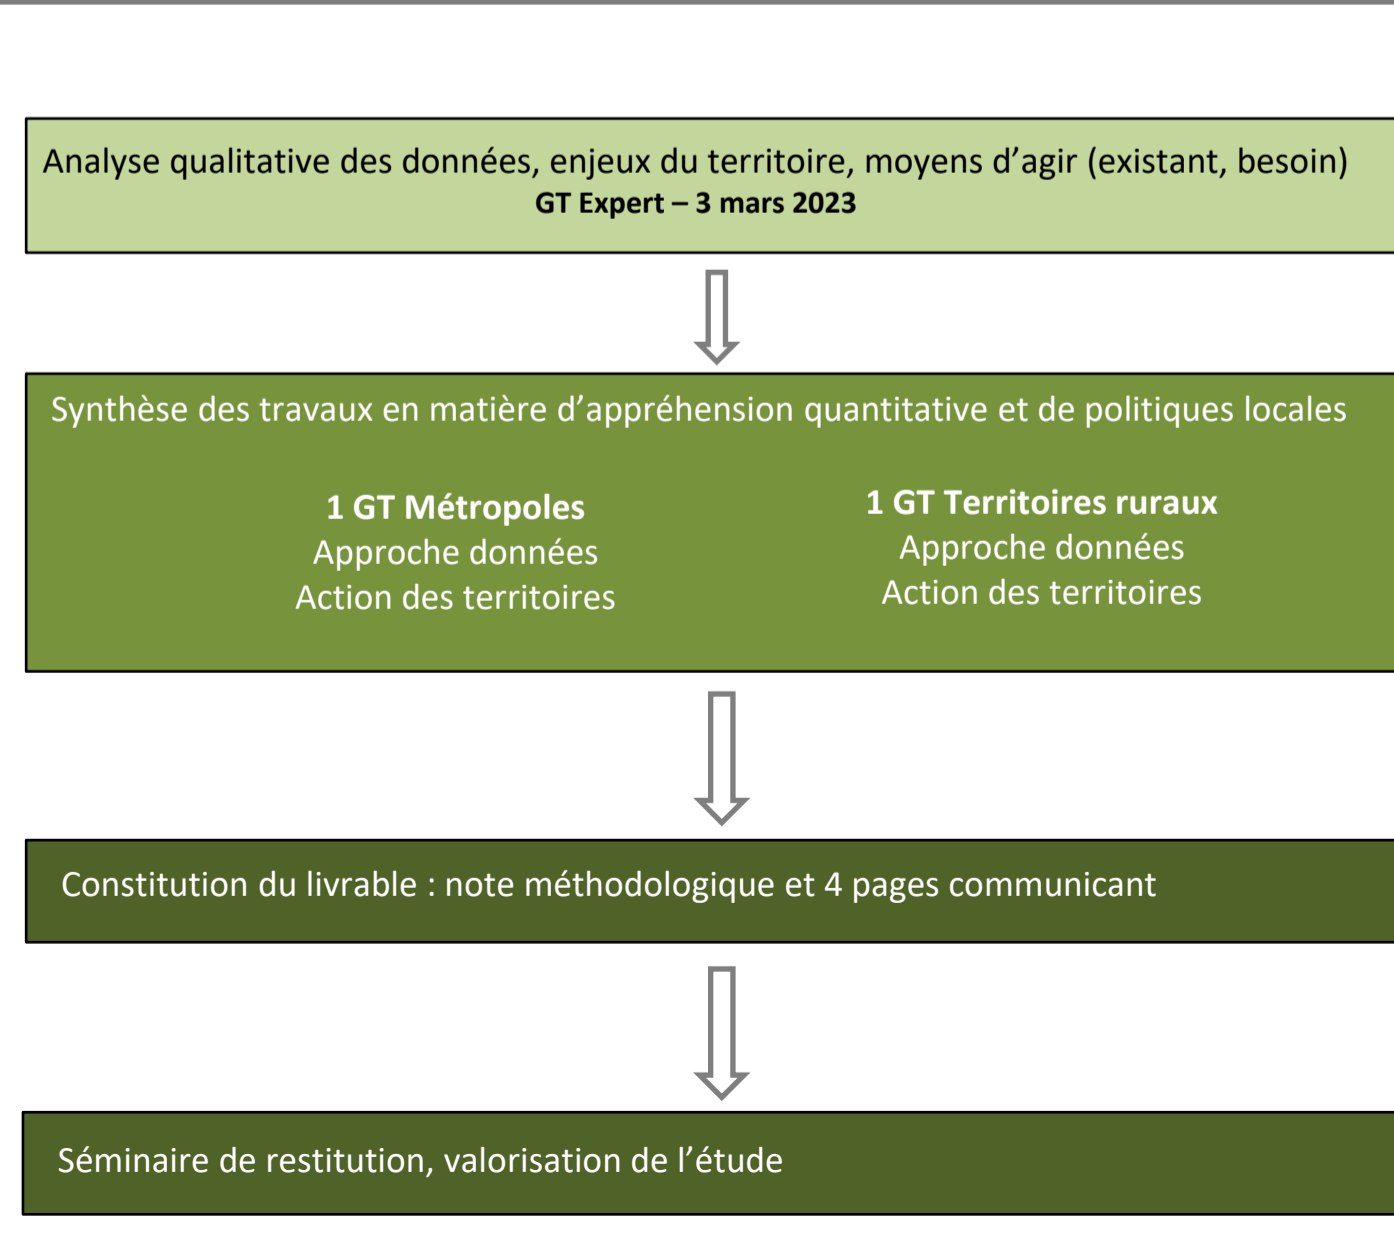 Analyse qualitative des données, enjeux du territoire, moyens d’agir (existant, besoin)
GT Expert – 3 mars 2023
Synthèse des travaux en matière d’appréhension quantitative et de politiques locales
1 GT Métropoles
Approche données
Action des territoires
1 GT Territoires ruraux
Approche données
Action des territoires
Constitution du livrable : note méthodologique et 4 pages communicant
Séminaire de restitution, valorisation de l’étude